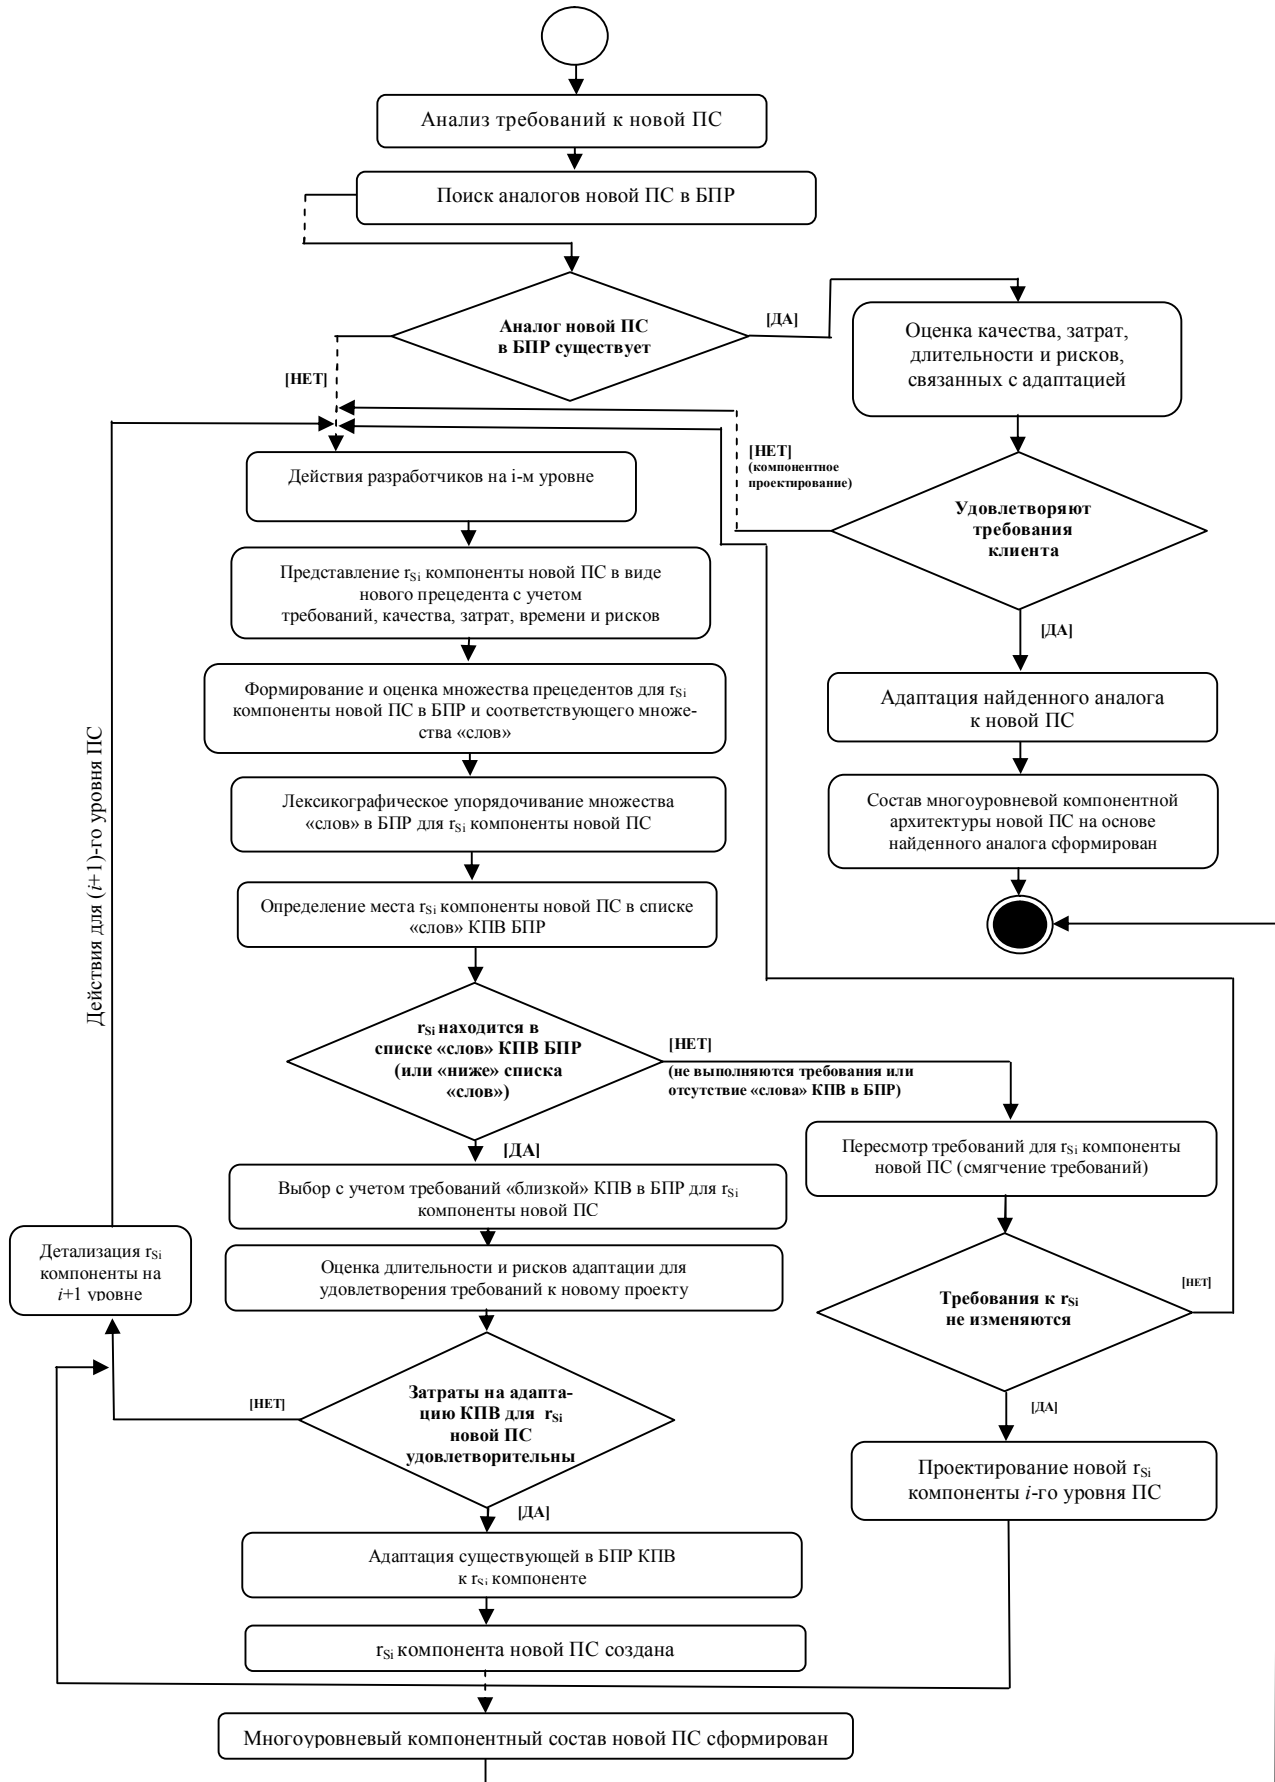 Анализ требований к новой ПС
Поиск аналогов новой ПС в БПР
Аналог новой ПС
в БПР существует
[ДА]
[НЕТ]
Оценка качества, затрат,
длительности и рисков,
связанных с адаптацией
[НЕТ]
(компонентное
проектирование)
Удовлетворяют
требования
клиента
[ДА]
Адаптация найденного аналога
к новой ПС
Состав многоуровневой компонентной
архитектуры новой ПС на основе
найденного аналога сформирован
Действия разработчиков на i-м уровне
Представление rSi компоненты новой ПС в виде
нового прецедента с учетом
требований, качества, затрат, времени и рисков
Формирование и оценка множества прецедентов для rSi
компоненты новой ПС в БПР и соответствующего множе-
ства «слов»
Лексикографическое упорядочивание множества
«слов» в БПР для rSi компоненты новой ПС
Определение места rSi компоненты новой ПС в списке
«слов» КПВ БПР
rSi находится в
списке «слов» КПВ БПР
(или «ниже» списка
«слов»)
[НЕТ]
(не выполняются требования или
отсутствие «слова» КПВ в БПР)
[ДА]
Пересмотр требований для rSi компоненты
новой ПС (смягчение требований)
Выбор с учетом требований «близкой» КПВ в БПР для rSi
компоненты новой ПС
Оценка длительности и рисков адаптации для
удовлетворения требований к новому проекту
Действия для (i+1)-го уровня ПС
Детализация rSi
компоненты на
i+1 уровне
Требования к rSi
не изменяются
[НЕТ]
[ДА]
Затраты на адапта-
цию КПВ для rSi
новой ПС
удовлетворительны
[НЕТ]
[ДА]
Проектирование новой rSi
компоненты i-го уровня ПС
Адаптация существующей в БПР КПВ
к rSi компоненте
rSi компонента новой ПС создана
Многоуровневый компонентный состав новой ПС сформирован